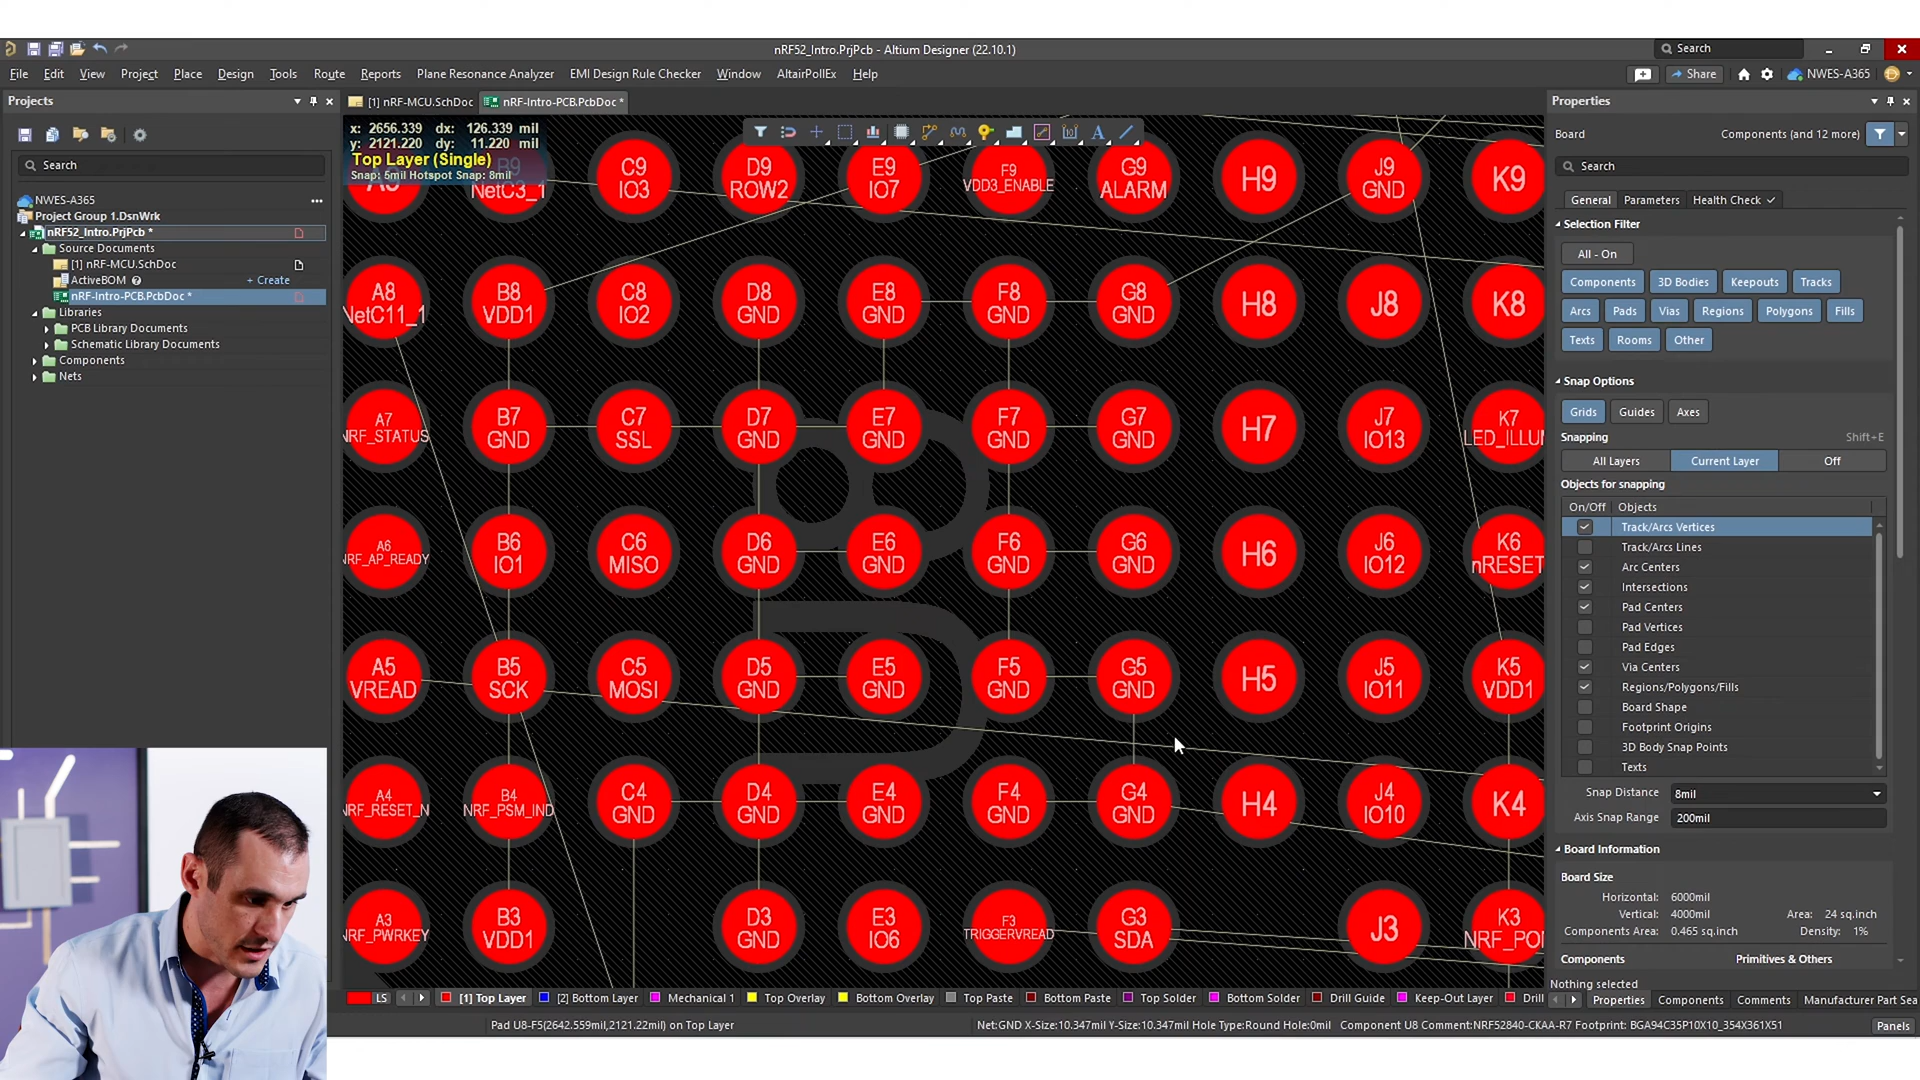 nRF52_Intro.PrjPcb - Altium Designer (22.10.1)
Search
File Edit View Project Place Design Tools Route Reports Plane Resonance Analyzer EMI Design Rule Checker Window AltairPollEx Help
Share
NWES-A365
Projects
[1] nRF-MCU.SchDoc
nRF-Intro-PCB.PcbDoc *
Search
NWES-A365
Project Group 1.DsnWrk
nRF52_Intro.PrjPcb *
Source Documents
[1] nRF-MCU.SchDoc
ActiveBOM
+ Create
nRF-Intro-PCB.PcbDoc *
Libraries
PCB Library Documents
Schematic Library Documents
Components
Nets
x: 2656.339 dx: 126.339 mil
y: 2121.220 dy: 11.220 mil
Top Layer (Single)
Snap: 5mil Hotspot Snap: 8mil
B9 NetC3_1
C9 IO3
D9 ROW2
E9 IO7
F9 VDD3_ENABLE
G9 ALARM
H9
J9 GND
K9
A8 NetC11_1
B8 VDD1
C8 IO2
D8 GND
E8 GND
F8 GND
G8 GND
H8
J8
K8
A7 NRF_STATUS
B7 GND
C7 SSL
D7 GND
E7 GND
F7 GND
G7 GND
H7
J7 IO13
K7 LED_ILLU
A6 NRF_AP_READY
B6 IO1
C6 MISO
D6 GND
E6 GND
F6 GND
G6 GND
H6
J6 IO12
K6 nRESET
A5 VREAD
B5 SCK
C5 MOSI
D5 GND
E5 GND
F5 GND
G5 GND
H5
J5 IO11
K5 VDD1
A4 NRF_RESET_N
B4 NRF_PSM_IND
C4 GND
D4 GND
E4 GND
F4 GND
G4 GND
H4
J4 IO10
K4
A3 NRF_PWRKEY
B3 VDD1
D3 GND
E3 IO6
F3 TRIGGERVREAD
G3 SDA
J3
K3
Properties
Board
Components (and 12 more)
Search
General Parameters Health Check
Selection Filter
All - On
Components 3D Bodies Keepouts Tracks
Arcs Pads Vias Regions Polygons Fills
Texts Rooms Other
Snap Options
Grids Guides Axes
Snapping
Shift+E
All Layers Current Layer Off
Objects for snapping
On/Off Objects
Track/Arcs Vertices
Track/Arcs Lines
Arc Centers
Intersections
Pad Centers
Pad Vertices
Pad Edges
Via Centers
Regions/Polygons/Fills
Board Shape
Footprint Origins
3D Body Snap Points
Texts
Snap Distance 8mil
Axis Snap Range 200mil
Board Information
Board Size
Horizontal: 6000mil
Vertical: 4000mil Area: 24 sq.inch
Components Area: 0.465 sq.inch Density: 1%
Components Primitives & Others
Nothing selected
LS [1] Top Layer [2] Bottom Layer Mechanical 1 Top Overlay Bottom Overlay Top Paste Bottom Paste Top Solder Bottom Solder Drill Guide Keep-Out Layer Drill
Properties Components Comments Manufacturer Part Sea
Pad U8-F5(2642.559mil,2121.22mil) on Top Layer
Net:GND X-Size:10.347mil Y-Size:10.347mil Hole Type:Round Hole:0mil Component U8 Comment:NRF52840-CKAA-R7 Footprint: BGA94C35P10X10_354X361X51
Panels